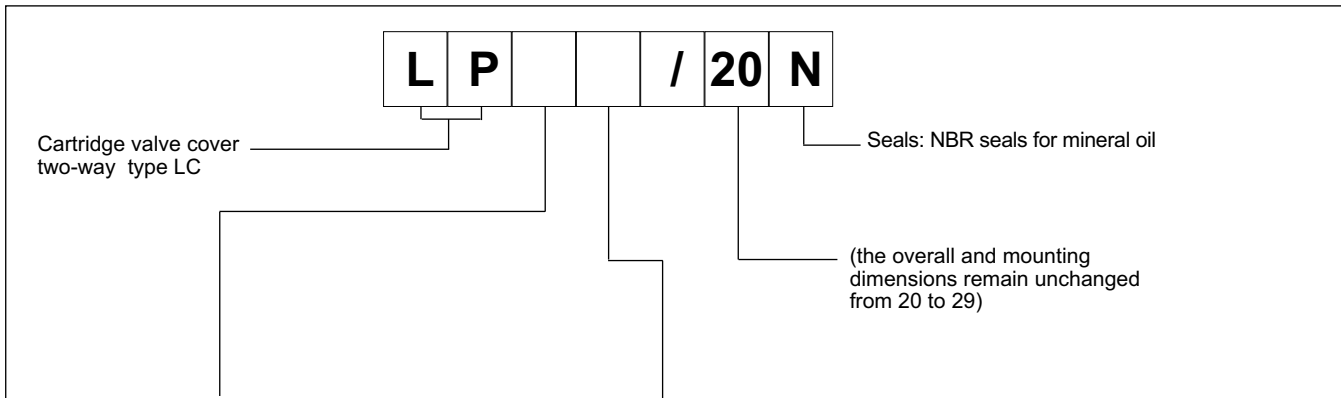 L P / 20 N
Cartridge valve cover
two-way type LC
Seals: NBR seals for mineral oil
(the overall and mounting
dimensions remain unchanged
from 20 to 29)